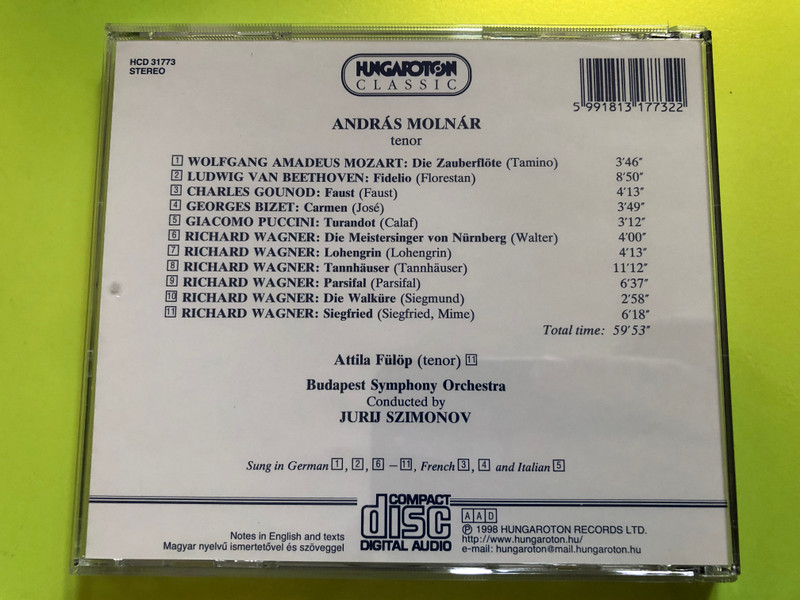 HCD 31773
STEREO
HUNGAROTON
CLASSIC
5 991813 177322
ANDRÁS MOLNÁR
tenor
1 WOLFGANG AMADEUS MOZART: Die Zauberflöte (Tamino) 3'46"
2 LUDWIG VAN BEETHOVEN: Fidelio (Florestan) 8'50"
3 CHARLES GOUNOD: Faust (Faust) 4'13"
4 GEORGES BIZET: Carmen (José) 3'49"
5 GIACOMO PUCCINI: Turandot (Calaf) 3'12"
6 RICHARD WAGNER: Die Meistersinger von Nürnberg (Walter) 4'00"
7 RICHARD WAGNER: Lohengrin (Lohengrin) 4'13"
8 RICHARD WAGNER: Tannhäuser (Tannhäuser) 11'12"
9 RICHARD WAGNER: Parsifal (Parsifal) 6'37"
10 RICHARD WAGNER: Die Walküre (Siegmund) 2'58"
11 RICHARD WAGNER: Siegfried (Siegfried, Mime) 6'18"
Total time: 59'53"
Attila Fülöp (tenor) 11
Budapest Symphony Orchestra
Conducted by
JURIJ SZIMONOV
Sung in German 1, 2, 6 – 11, French 3, 4 and Italian 5
Notes in English and texts
Magyar nyelvű ismertetővel és szöveggel
COMPACT
disc
DIGITAL AUDIO
A A D
℗ 1998 HUNGAROTON RECORDS LTD.
http://www.hungaroton.hu/
e-mail: hungaroton@mail.hungaroton.hu